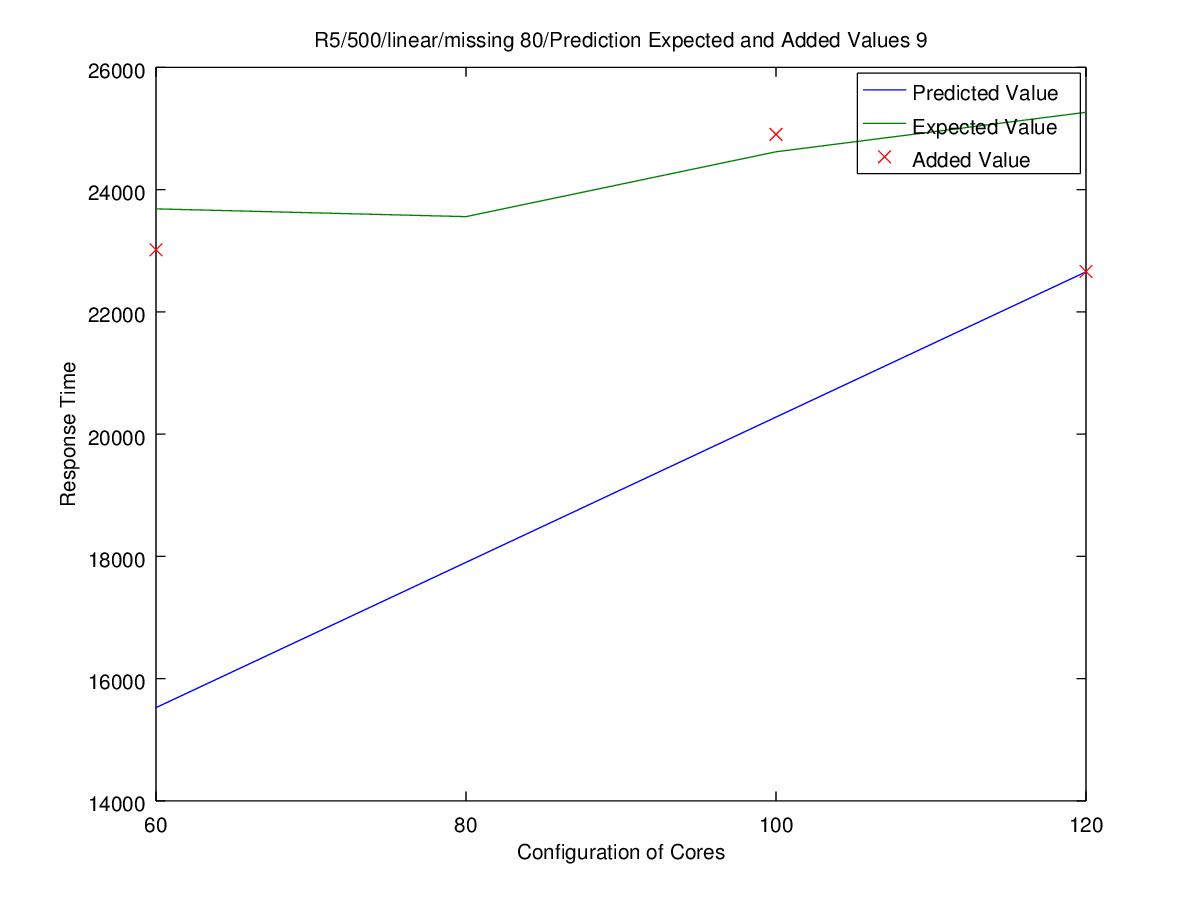 R5/500/linear/missing 80/Prediction Expected and Added Values 9
26000
24000
22000
20000
18000
16000
14000
Response Time
Predicted Value
Expected Value
Added Value
60 80 100 120
Configuration of Cores